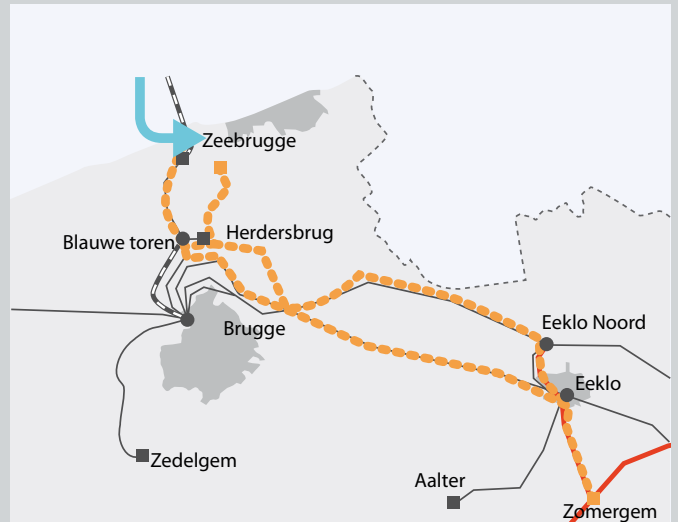 Zeebrugge
Herdersbrug
Blauwe toren
Eeklo Noord
Brugge
Eeklo
Zedelgem
Aalter
Zomergem